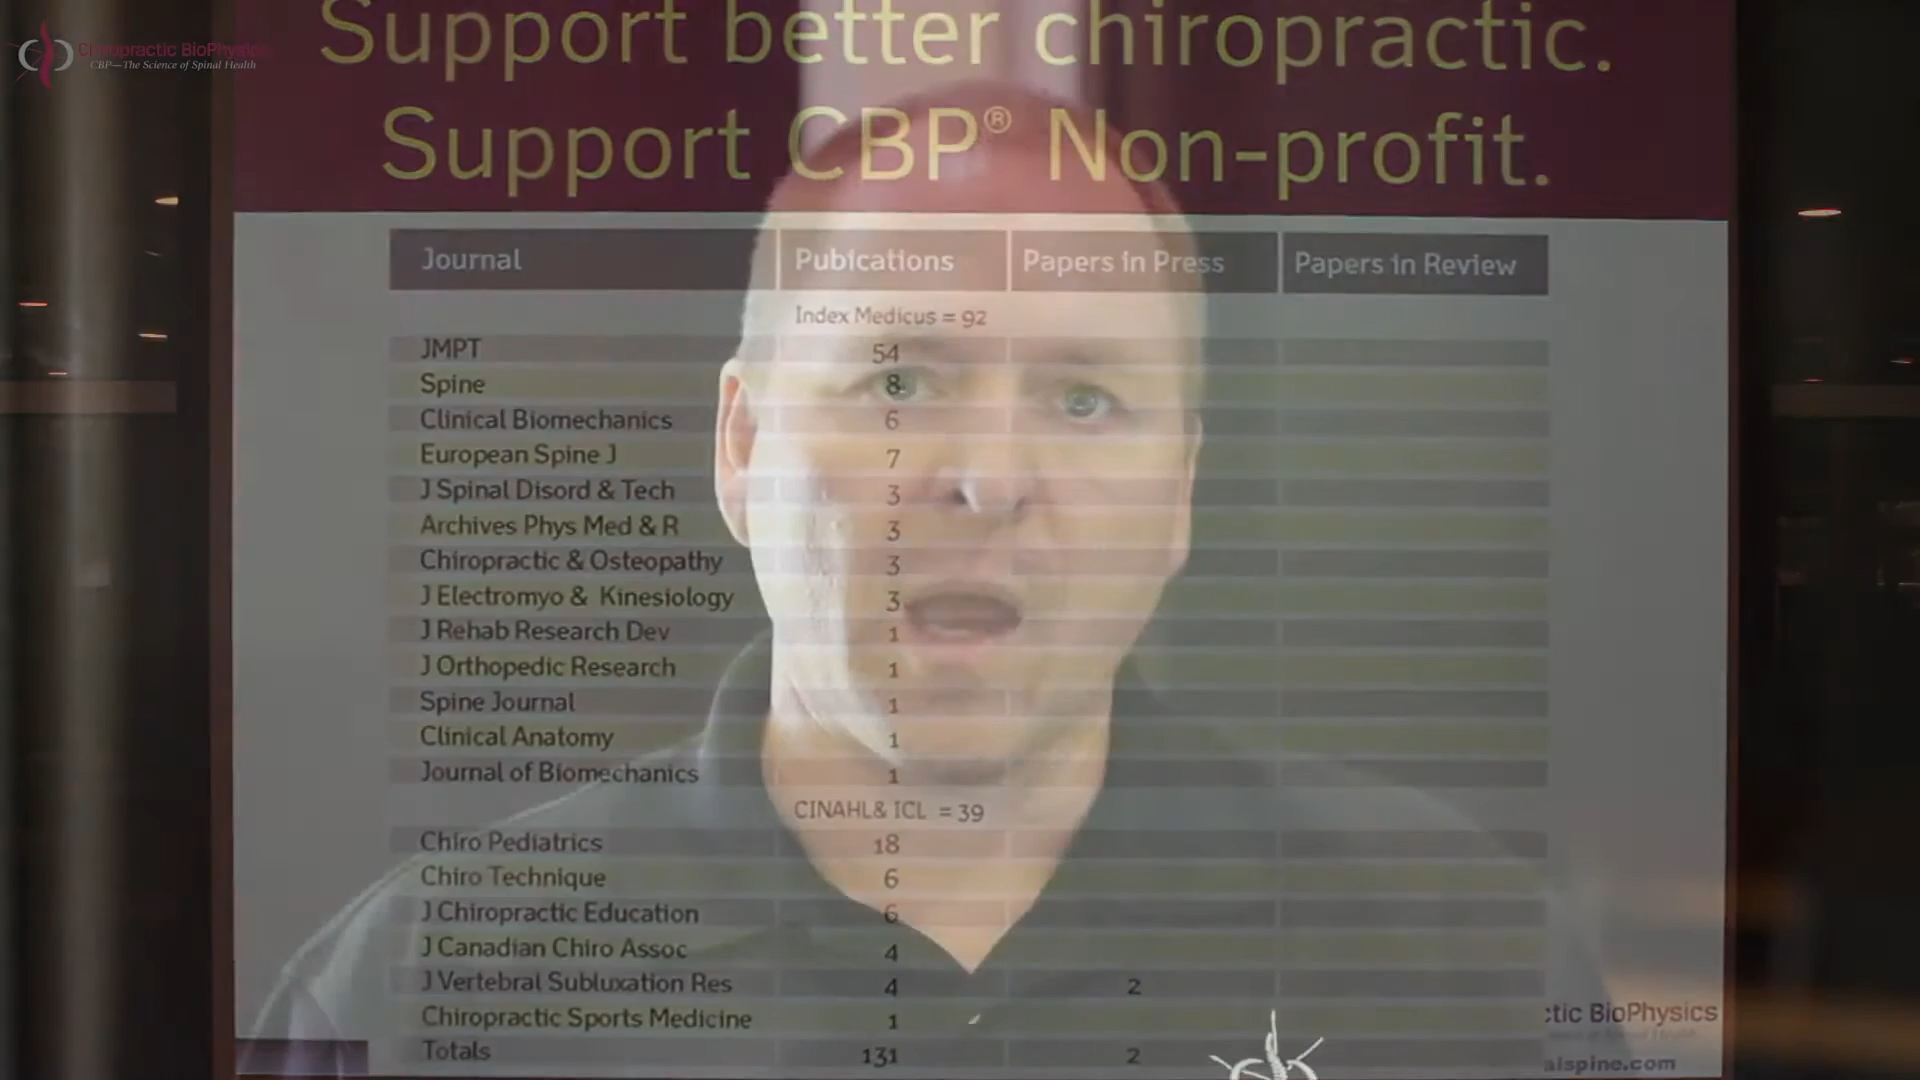 Support better chiropractic.
Chiropractic BioPhysics
CBP—The Science of Spinal Health
Support CBP® Non-profit.
Journal Pubications Papers in Press Papers in Review
Index Medicus = 92
JMPT 54
Spine 8
Clinical Biomechanics 6
European Spine J 7
J Spinal Disord & Tech 3
Archives Phys Med & R 3
Chiropractic & Osteopathy 3
J Electromyo & Kinesiology 3
J Rehab Research Dev 1
J Orthopedic Research 1
Spine Journal 1
Clinical Anatomy 1
Journal of Biomechanics 1
CINAHL& ICL = 39
Chiro Pediatrics 18
Chiro Technique 6
J Chiropractic Education 6
J Canadian Chiro Assoc 4
J Vertebral Subluxation Res 4 2
Chiropractic Sports Medicine 1
ctic BioPhysics
Totals 131 2
alspine.com